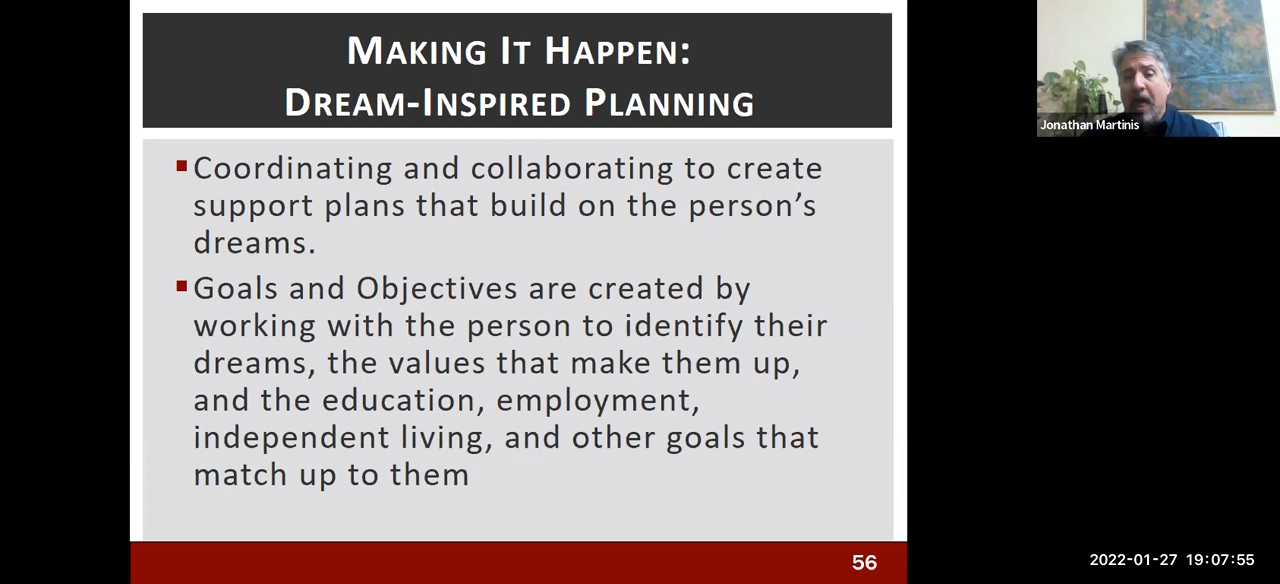 MAKING IT HAPPEN:
DREAM-INSPIRED PLANNING
Coordinating and collaborating to create
support plans that build on the person’s
dreams.
Goals and Objectives are created by
working with the person to identify their
dreams, the values that make them up,
and the education, employment,
independent living, and other goals that
match up to them
56
Jonathan Martinis
2022-01-27 19:07:55